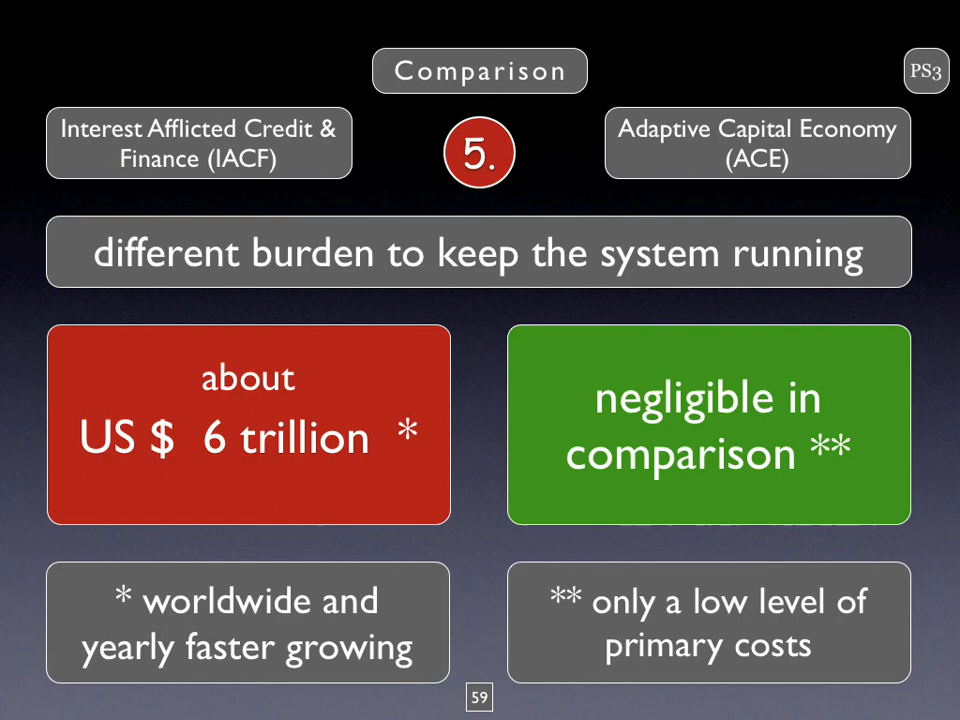 Comparison
PS3
Interest Afflicted Credit &
Finance (IACF)
5.
Adaptive Capital Economy
(ACE)
different burden to keep the system running
about
US $ 6 trillion *
negligible in
comparison **
* worldwide and
yearly faster growing
** only a low level of
primary costs
59